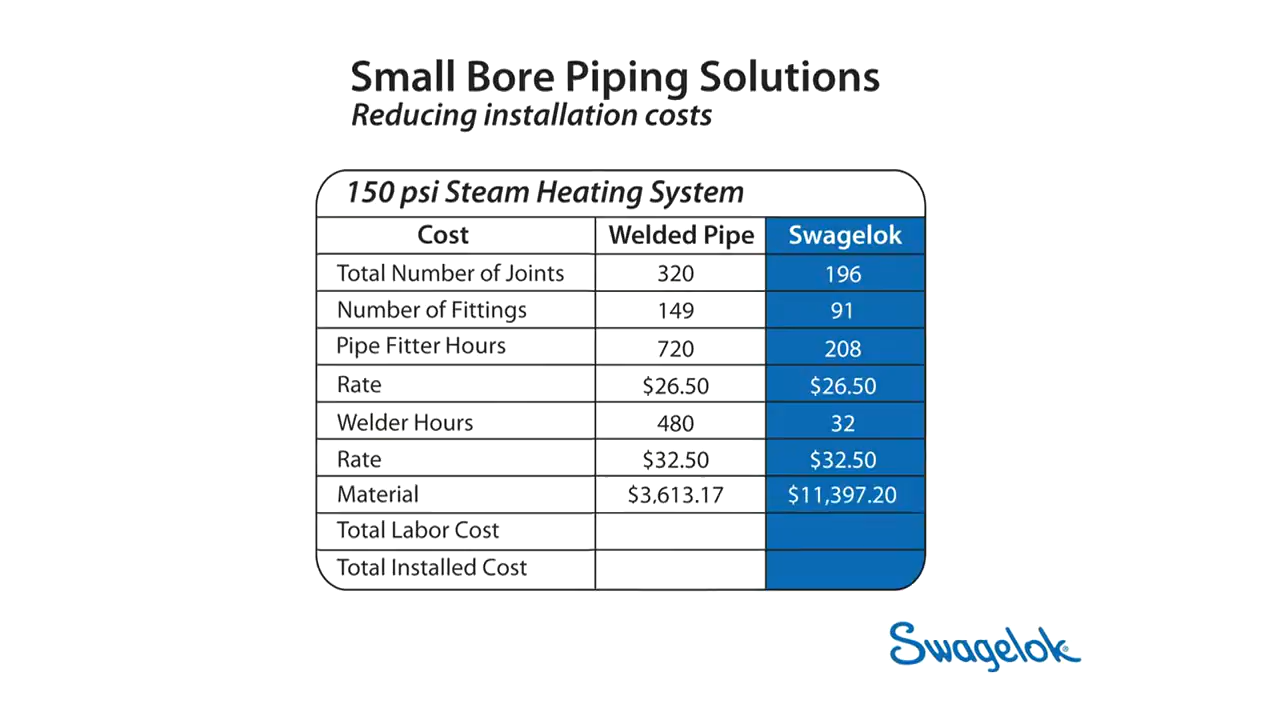 Small Bore Piping Solutions
Reducing installation costs
150 psi Steam Heating System
Cost Welded Pipe Swagelok
Total Number of Joints 320 196
Number of Fittings 149 91
Pipe Fitter Hours 720 208
Rate $26.50 $26.50
Welder Hours 480 32
Rate $32.50 $32.50
Material $3,613.17 $11,397.20
Total Labor Cost
Total Installed Cost
Swagelok®